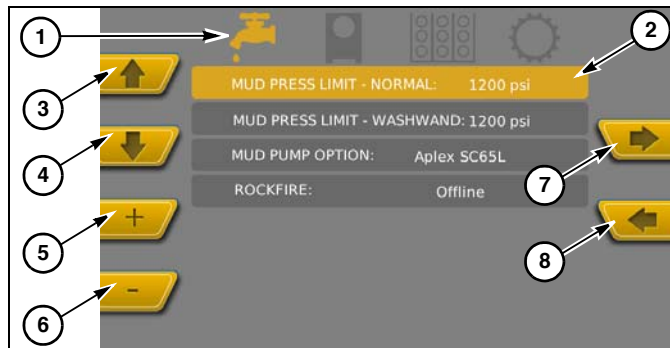 1
2
3
MUD PRESS LIMIT - NORMAL: 1200 psi
MUD PRESS LIMIT - WASHWAND: 1200 psi
4
MUD PUMP OPTION: Aplex SC65L
7
ROCKFIRE: Offline
5
+
8
6
-